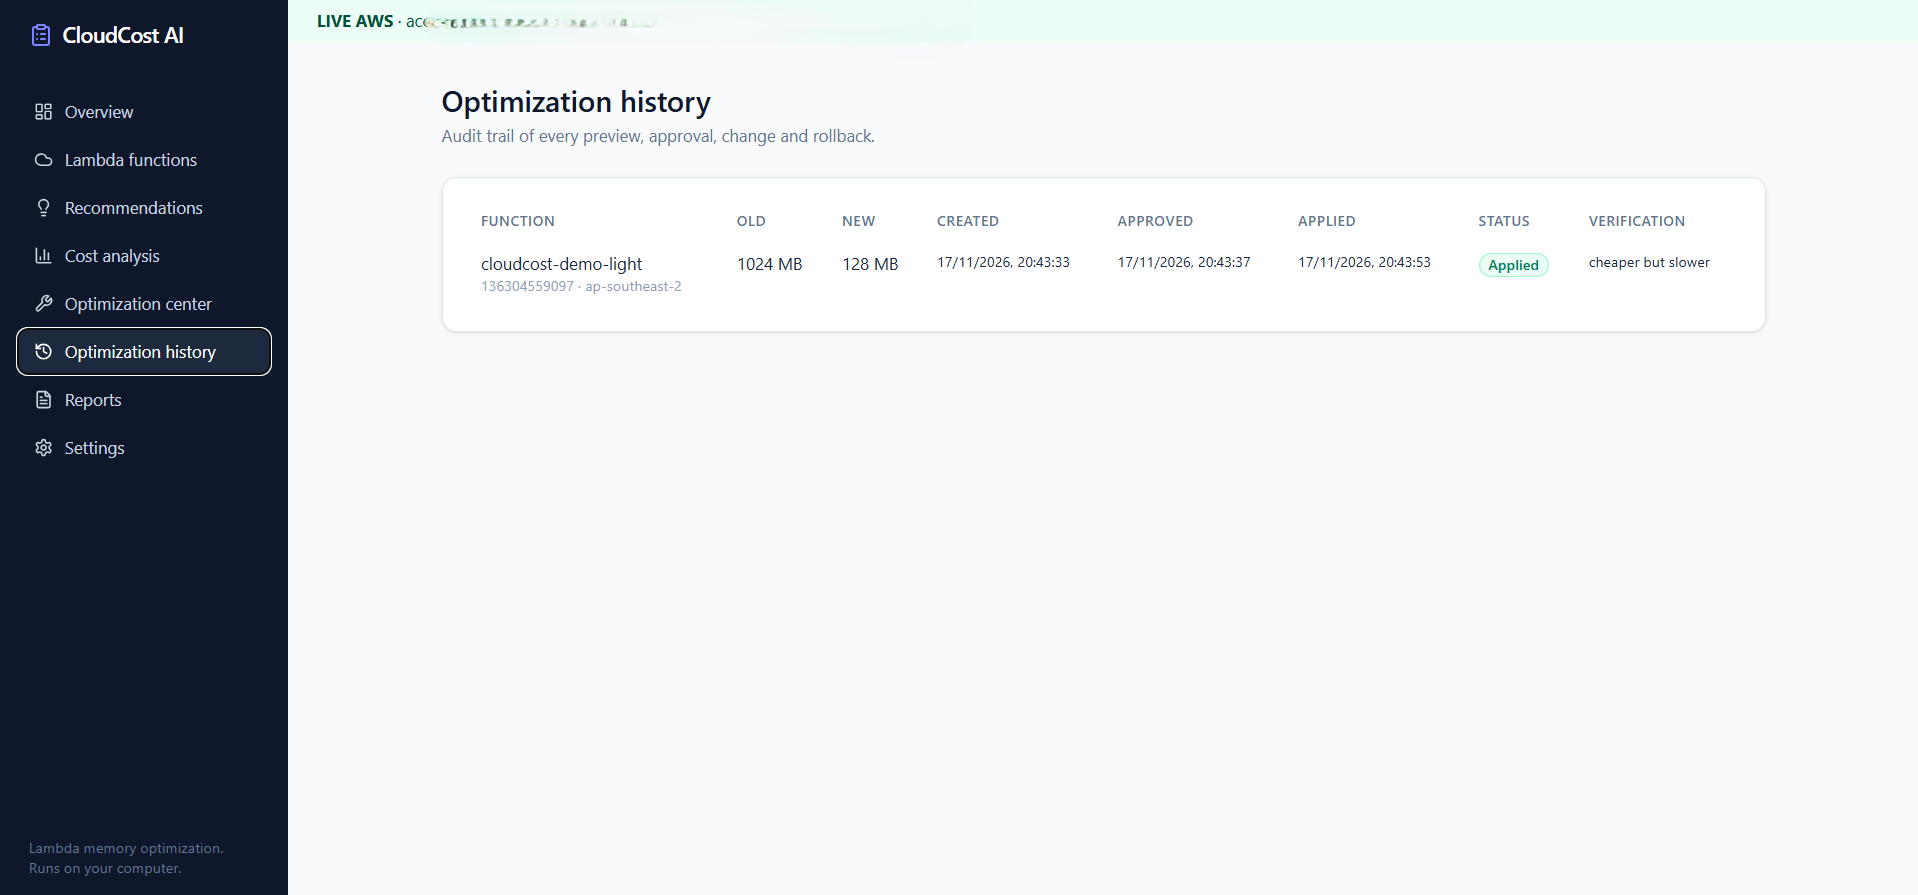 CloudCost AI
Overview
Lambda functions
Recommendations
Cost analysis
Optimization center
Optimization history
Reports
Settings
Lambda memory optimization.
Runs on your computer.
LIVE AWS ·
Optimization history
Audit trail of every preview, approval, change and rollback.
FUNCTION OLD NEW CREATED APPROVED APPLIED STATUS VERIFICATION
cloudcost-demo-light 1024 MB 128 MB 17/11/2026, 20:43:33 17/11/2026, 20:43:37 17/11/2026, 20:43:53 Applied cheaper but slower
136304559097 · ap-southeast-2